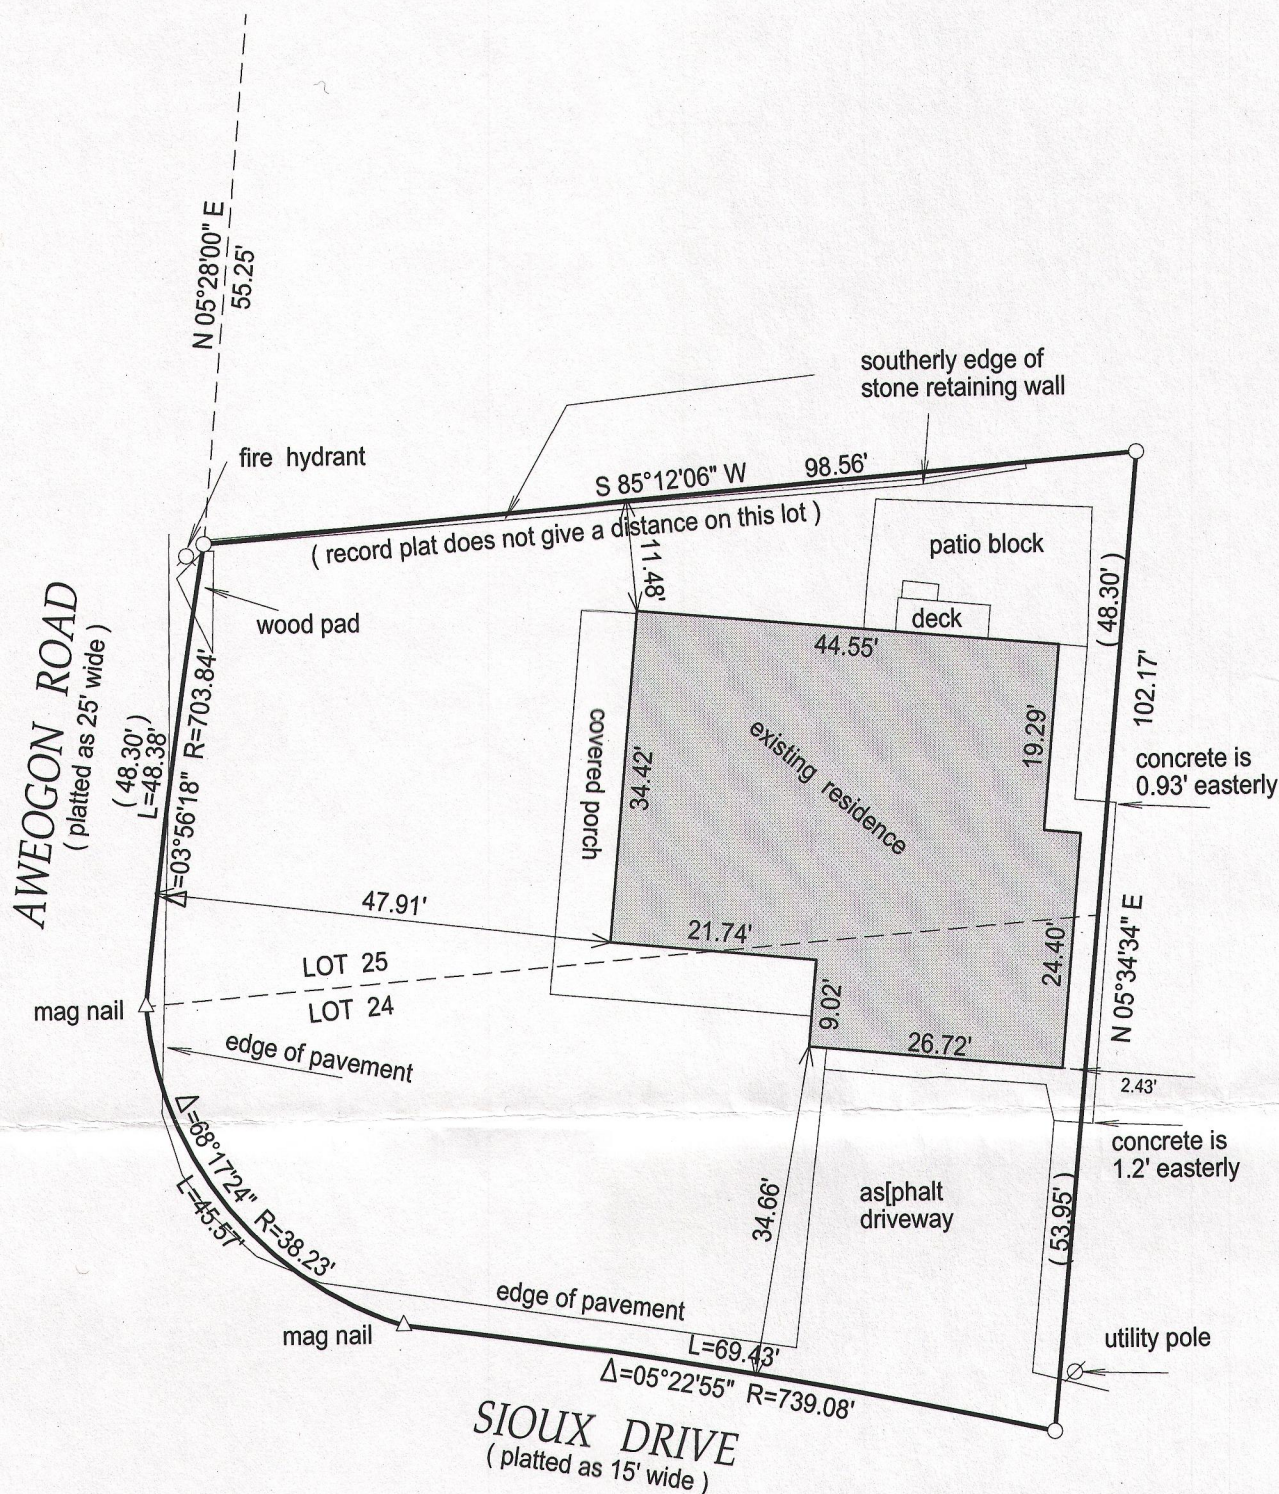 N 05°28'00" E
55.25'
southerly edge of
stone retaining wall
fire hydrant
S 85°12'06" W 98.56'
( record plat does not give a distance on this lot )
patio block
11.48'
wood pad
deck
( 48.30' )
44.55'
102.17'
AWEOGON ROAD
( platted as 25' wide )
( 48.30' )
L=48.38'
Δ=03°56'18" R=703.84'
covered porch
34.42'
existing residence
19.29'
concrete is
0.93' easterly
47.91'
21.74'
24.40'
N 05°34'34" E
LOT 25
LOT 24
mag nail
9.02'
edge of pavement
26.72'
2.43'
Δ=68°17'24" R=38.23'
L=45.57'
concrete is
1.2' easterly
34.66'
as[phalt
driveway
( 53.95' )
edge of pavement
mag nail
utility pole
L=69.43'
Δ=05°22'55" R=739.08'
SIOUX DRIVE
( platted as 15' wide )